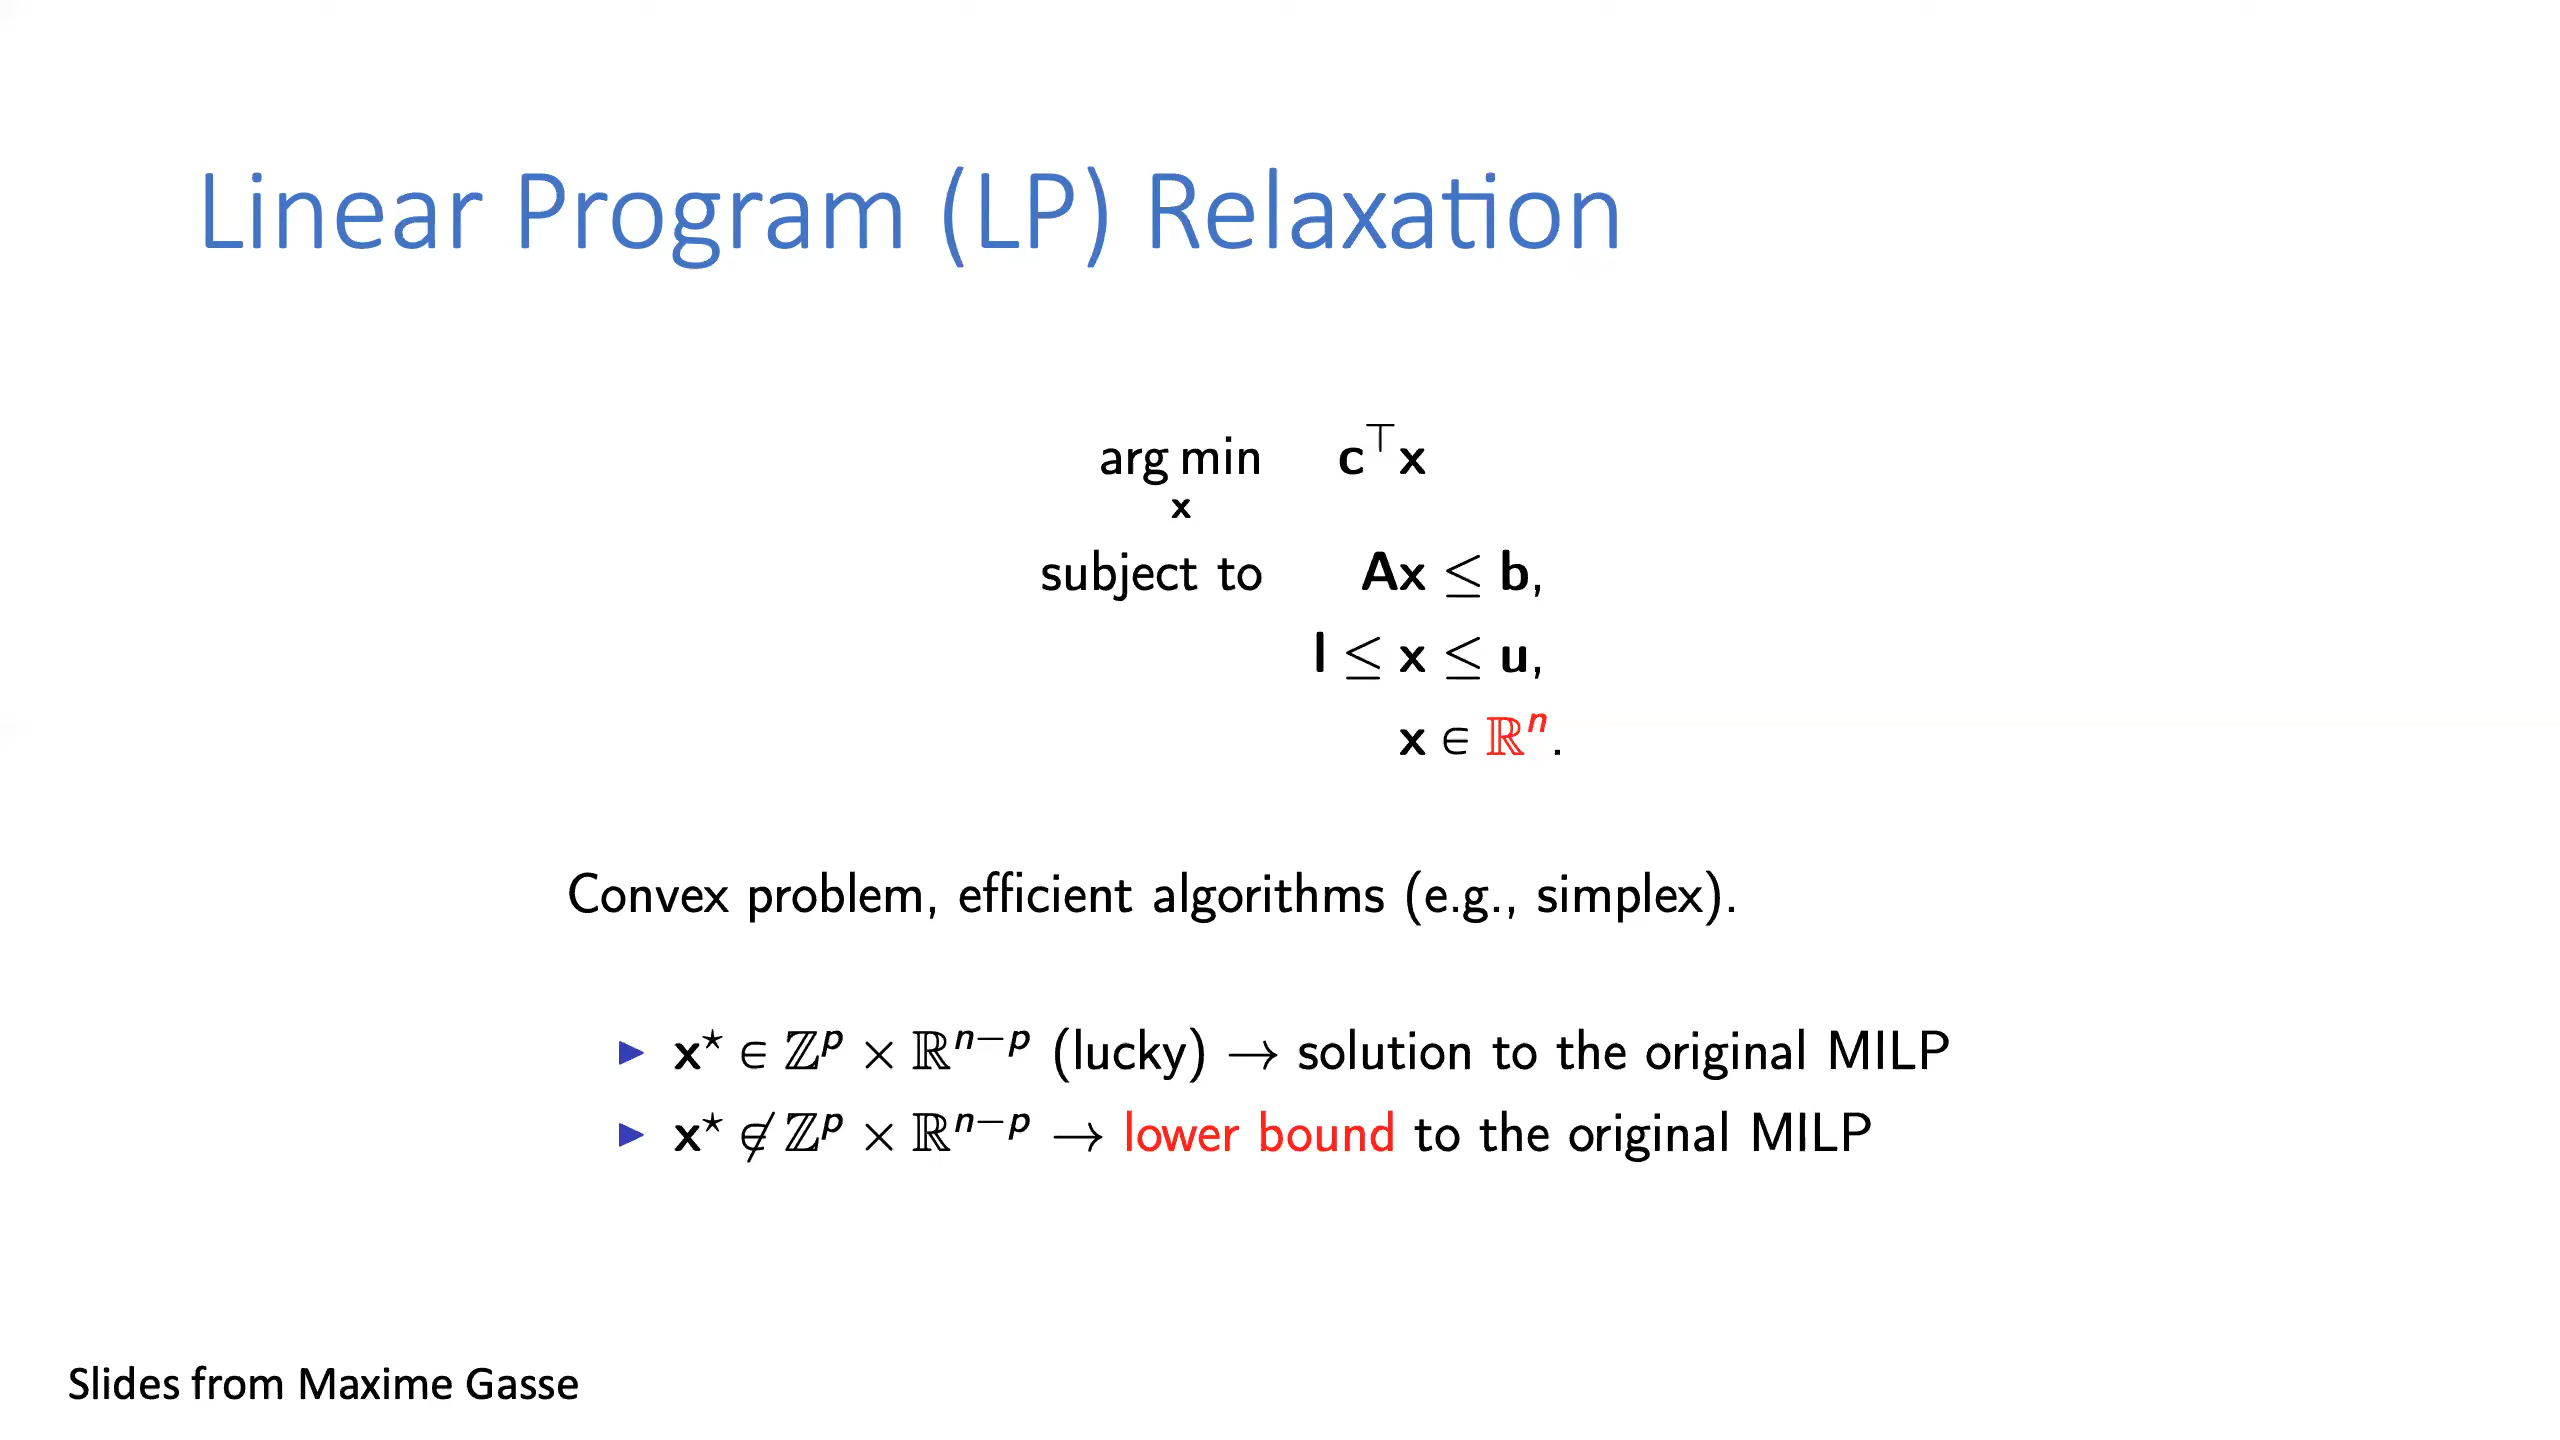 Linear Program (LP) Relaxation
arg min c⊤x
x
subject to Ax ≤ b,
l ≤ x ≤ u,
x ∈ ℝⁿ.
Convex problem, efficient algorithms (e.g., simplex).
▶ x⋆ ∈ ℤᵖ × ℝⁿ⁻ᵖ (lucky) → solution to the original MILP
▶ x⋆ ∉ ℤᵖ × ℝⁿ⁻ᵖ → lower bound to the original MILP
Slides from Maxime Gasse